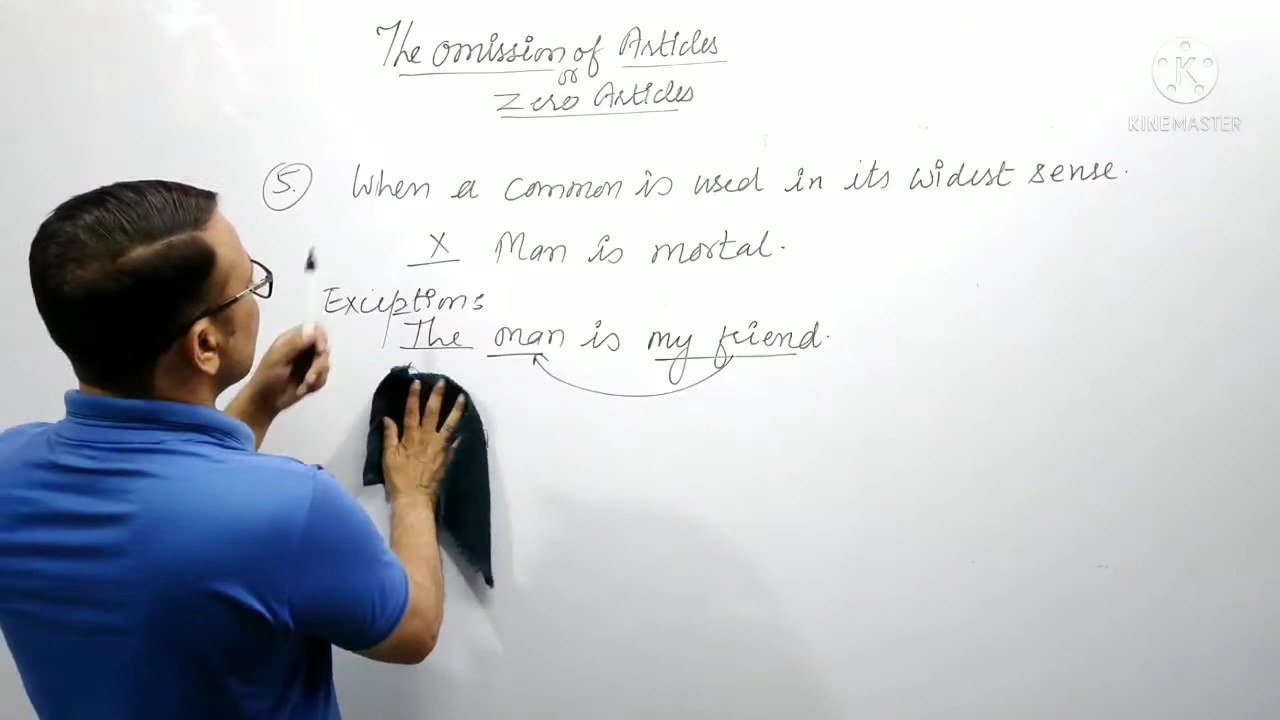 The omission of Articles
or
Zero Articles
5. When a common is used in its widest sense.
X Man is mortal.
Exceptions
The man is my friend.
KINEMASTER